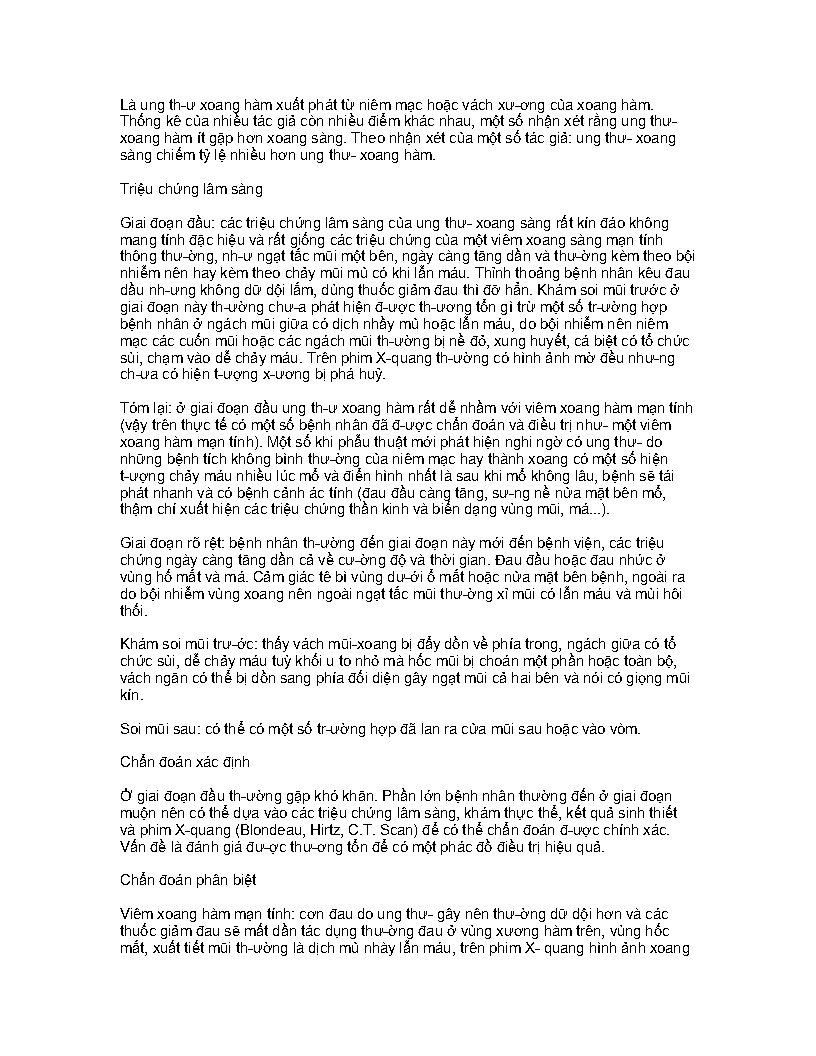 Là ung th-ư xoang hàm xuất phát từ niêm mạc hoặc vách xư-ơng của xoang hàm.
Thống kê của nhiều tác giả còn nhiều điểm khác nhau, một số nhận xét rằng ung thư-
xoang hàm ít gặp hơn xoang sàng. Theo nhận xét của một số tác giả: ung thư- xoang
sàng chiếm tỷ lệ nhiều hơn ung thư- xoang hàm.
Triệu chứng lâm sàng
Giai đoạn đầu: các triệu chứng lâm sàng của ung thư- xoang sàng rất kín đáo không
mang tính đặc hiệu và rất giống các triệu chứng của một viêm xoang sàng mạn tính
thông thư-ờng, nh-ư ngạt tắc mũi một bên, ngày càng tăng dần và thư-ờng kèm theo bội
nhiễm nên hay kèm theo chảy mũi mủ có khi lẫn máu. Thỉnh thoảng bệnh nhân kêu đau
đầu nh-ưng không dữ dội lắm, dùng thuốc giảm đau thì đỡ hẳn. Khám soi mũi trước ở
giai đoạn này th-ường chư-a phát hiện đ-ược th-ương tổn gì trừ một số tr-ường hợp
bệnh nhân ở ngách mũi giữa có dịch nhầy mủ hoặc lẫn máu, do bội nhiễm nên niêm
mạc các cuốn mũi hoặc các ngách mũi th-ường bị nề đỏ, xung huyết, cá biệt có tổ chức
sùi, chạm vào dễ chảy máu. Trên phim X-quang th-ường có hình ảnh mờ đều như-ng
ch-ưa có hiện t-ượng x-ương bị phá huỷ.
Tóm lại: ở giai đoạn đầu ung th-ư xoang hàm rất dễ nhầm với viêm xoang hàm mạn tính
(vậy trên thực tế có một số bệnh nhân đã đ-ược chẩn đoán và điều trị như- một viêm
xoang hàm mạn tính). Một số khi phẫu thuật mới phát hiện nghi ngờ có ung thư- do
những bệnh tích không bình thư-ờng của niêm mạc hay thành xoang có một số hiện
t-ượng chảy máu nhiều lúc mổ và điển hình nhất là sau khi mổ không lâu, bệnh sẽ tái
phát nhanh và có bệnh cảnh ác tính (đau đầu càng tăng, sư-ng nề nửa mặt bên mổ,
thậm chí xuất hiện các triệu chứng thần kinh và biến dạng vùng mũi, má...).
Giai đoạn rõ rệt: bệnh nhân th-ường đến giai đoạn này mới đến bệnh viện, các triệu
chứng ngày càng tăng dần cả về cư-ờng độ và thời gian. Đau đầu hoặc đau nhức ở
vùng hố mắt và má. Cảm giác tê bì vùng dư-ới ổ mắt hoặc nửa mặt bên bệnh, ngoài ra
do bội nhiễm vùng xoang nên ngoài ngạt tắc mũi thư-ờng xỉ mũi có lẫn máu và mùi hôi
thối.
Khám soi mũi trư-ớc: thấy vách mũi-xoang bị đẩy dồn về phía trong, ngách giữa có tổ
chức sùi, dễ chảy máu tuỳ khối u to nhỏ mà hốc mũi bị choán một phần hoặc toàn bộ,
vách ngăn có thể bị dồn sang phía đối diện gây ngạt mũi cả hai bên và nói có giọng mũi
kín.
Soi mũi sau: có thể có một số tr-ường hợp đã lan ra cửa mũi sau hoặc vào vòm.
Chẩn đoán xác định
Ở giai đoạn đầu th-ường gặp khó khăn. Phần lớn bệnh nhân thường đến ở giai đoạn
muộn nên có thể dựa vào các triệu chứng lâm sàng, khám thực thể, kết quả sinh thiết
và phim X-quang (Blondeau, Hirtz, C.T. Scan) để có thể chẩn đoán đ-ược chính xác.
Vấn đề là đánh giá đư-ợc thư-ơng tổn để có một phác đồ điều trị hiệu quả.
Chẩn đoán phân biệt
Viêm xoang hàm mạn tính: cơn đau do ung thư- gây nên thư-ờng dữ dội hơn và các
thuốc giảm đau sẽ mất dần tác dụng thư-ờng đau ở vùng xương hàm trên, vùng hốc
mắt, xuất tiết mũi th-ường là dịch mủ nhày lẫn máu, trên phim X- quang hình ảnh xoang